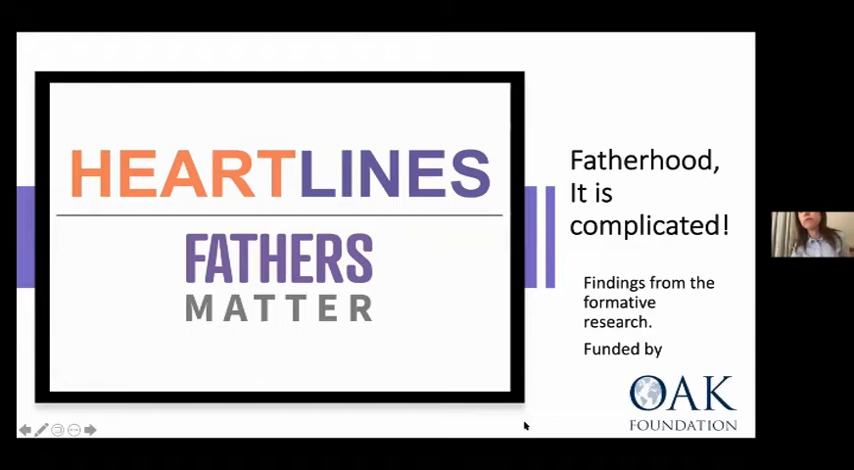 HEARTLINES
FATHERS
MATTER
Fatherhood,
It is
complicated!
Findings from the
formative
research.
Funded by
OAK
FOUNDATION